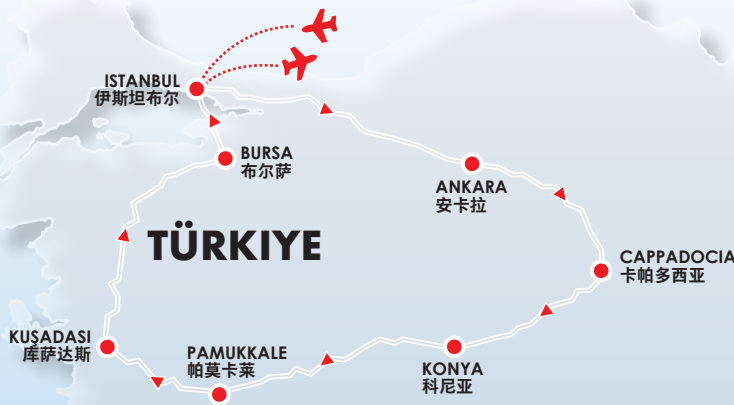 ISTANBUL
伊斯坦布尔
BURSA
布尔萨
ANKARA
安卡拉
TÜRKIYE
CAPPADOCIA
卡帕多西亚
KUŞADASI
库萨达斯
PAMUKKALE
帕莫卡莱
KONYA
科尼亚